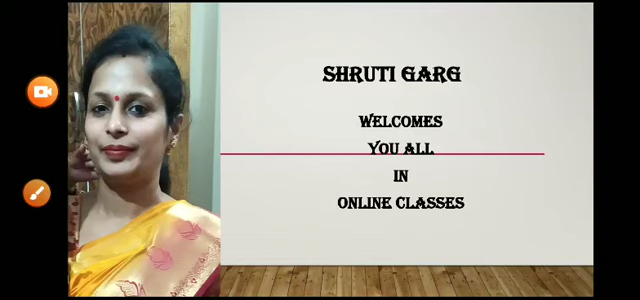 SHRUTI GARG
WELCOMES
YOU ALL
IN
ONLINE CLASSES